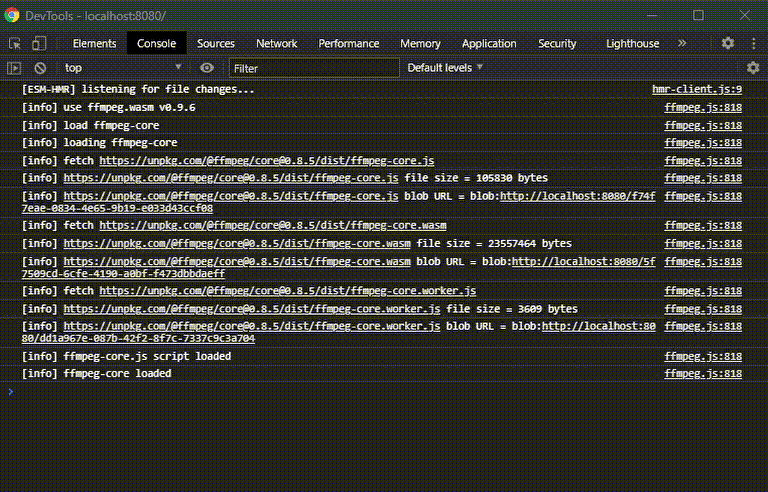 DevTools - localhost:8080/
Elements Console Sources Network Performance Memory Application Security Lighthouse »
top Filter Default levels
[ESM-HMR] listening for file changes... hmr-client.js:9
[info] use ffmpeg.wasm v0.9.6 ffmpeg.js:818
[info] load ffmpeg-core ffmpeg.js:818
[info] loading ffmpeg-core ffmpeg.js:818
[info] fetch https://unpkg.com/@ffmpeg/core@0.8.5/dist/ffmpeg-core.js ffmpeg.js:818
[info] https://unpkg.com/@ffmpeg/core@0.8.5/dist/ffmpeg-core.js file size = 105830 bytes ffmpeg.js:818
[info] https://unpkg.com/@ffmpeg/core@0.8.5/dist/ffmpeg-core.js blob URL = blob:http://localhost:8080/f74f ffmpeg.js:818
7eae-0834-4e65-9b19-e033d43ccf08
[info] fetch https://unpkg.com/@ffmpeg/core@0.8.5/dist/ffmpeg-core.wasm ffmpeg.js:818
[info] https://unpkg.com/@ffmpeg/core@0.8.5/dist/ffmpeg-core.wasm file size = 23557464 bytes ffmpeg.js:818
[info] https://unpkg.com/@ffmpeg/core@0.8.5/dist/ffmpeg-core.wasm blob URL = blob:http://localhost:8080/5f ffmpeg.js:818
7509cd-6cfe-4190-a0bf-f473dbbdaeff
[info] fetch https://unpkg.com/@ffmpeg/core@0.8.5/dist/ffmpeg-core.worker.js ffmpeg.js:818
[info] https://unpkg.com/@ffmpeg/core@0.8.5/dist/ffmpeg-core.worker.js file size = 3609 bytes ffmpeg.js:818
[info] https://unpkg.com/@ffmpeg/core@0.8.5/dist/ffmpeg-core.worker.js blob URL = blob:http://localhost:80 ffmpeg.js:818
80/dd1a967e-087b-42f2-8f7c-7337c9c3a704
[info] ffmpeg-core.js script loaded ffmpeg.js:818
[info] ffmpeg-core loaded ffmpeg.js:818